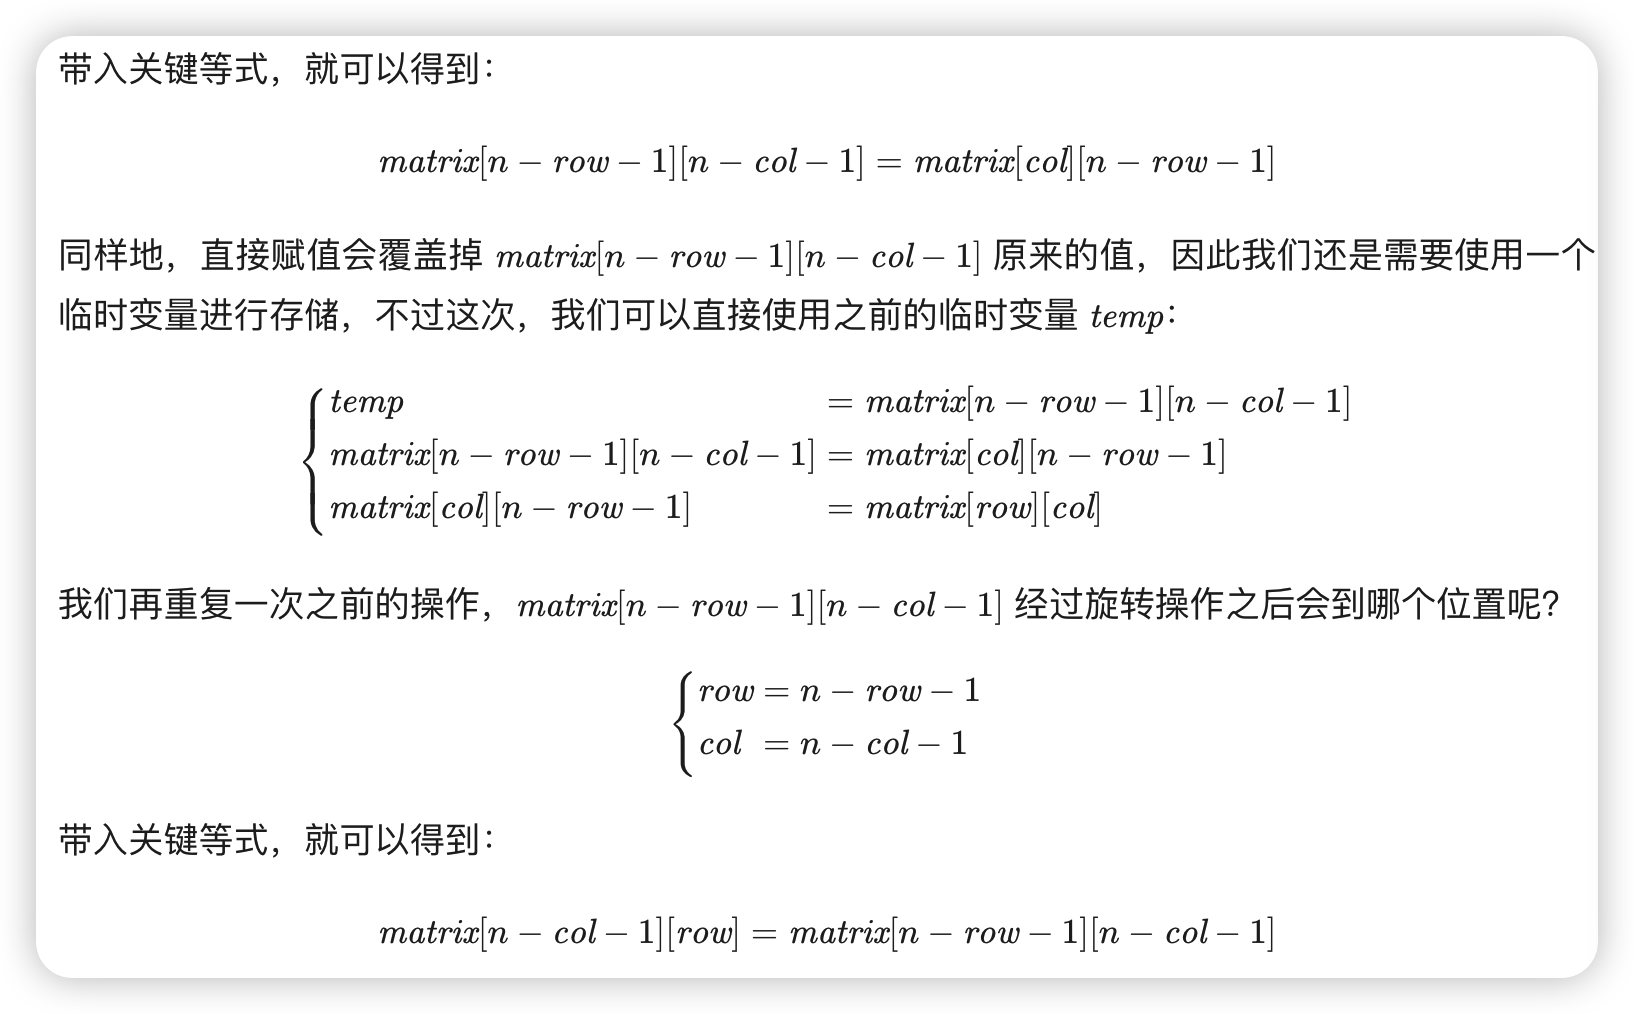 带入关键等式，就可以得到：
matrix[n − row − 1][n − col − 1] = matrix[col][n − row − 1]
同样地，直接赋值会覆盖掉 matrix[n − row − 1][n − col − 1] 原来的值，因此我们还是需要使用一个
临时变量进行存储，不过这次，我们可以直接使用之前的临时变量 temp：
temp = matrix[n − row − 1][n − col − 1]
matrix[n − row − 1][n − col − 1] = matrix[col][n − row − 1]
matrix[col][n − row − 1] = matrix[row][col]
我们再重复一次之前的操作，matrix[n − row − 1][n − col − 1] 经过旋转操作之后会到哪个位置呢？
row = n − row − 1
col = n − col − 1
带入关键等式，就可以得到：
matrix[n − col − 1][row] = matrix[n − row − 1][n − col − 1]